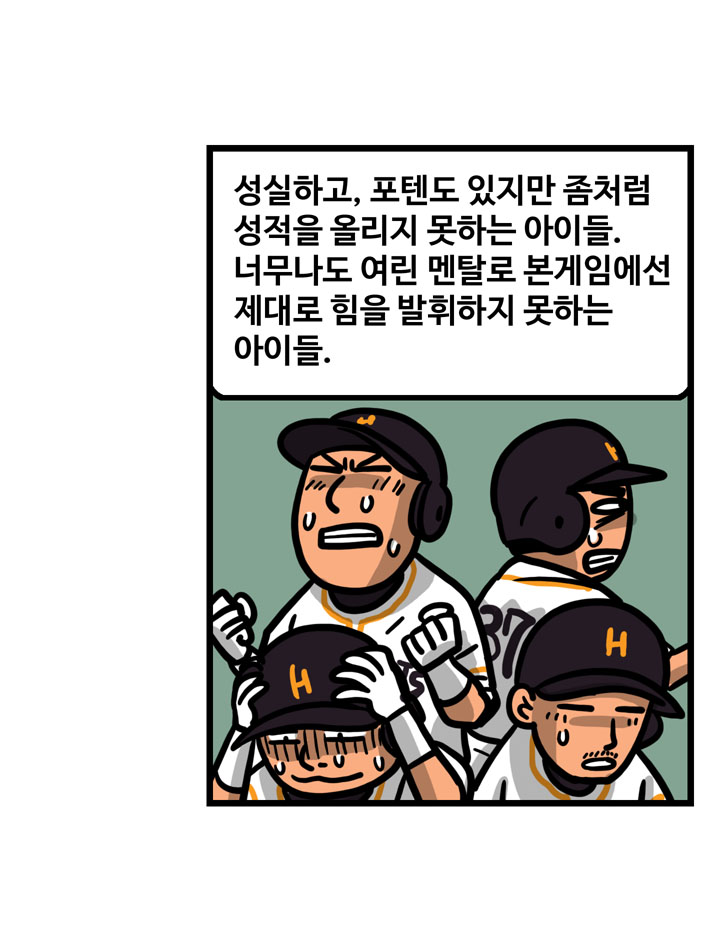 성실하고, 포텐도 있지만 좀처럼
성적을 올리지 못하는 아이들.
너무나도 여린 멘탈로 본게임에선
제대로 힘을 발휘하지 못하는
아이들.
H
H
37
TS
H
H